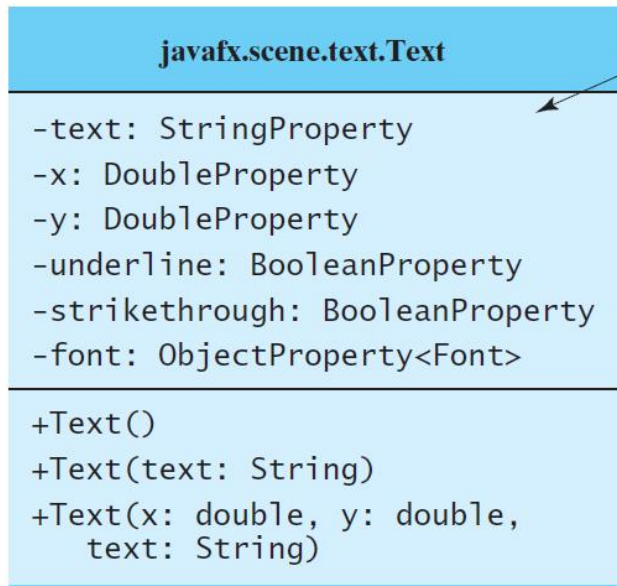 javafx.scene.text.Text
-text: StringProperty
-x: DoubleProperty
-y: DoubleProperty
-underline: BooleanProperty
-strikethrough: BooleanProperty
-font: ObjectProperty<Font>
+Text()
+Text(text: String)
+Text(x: double, y: double,
text: String)